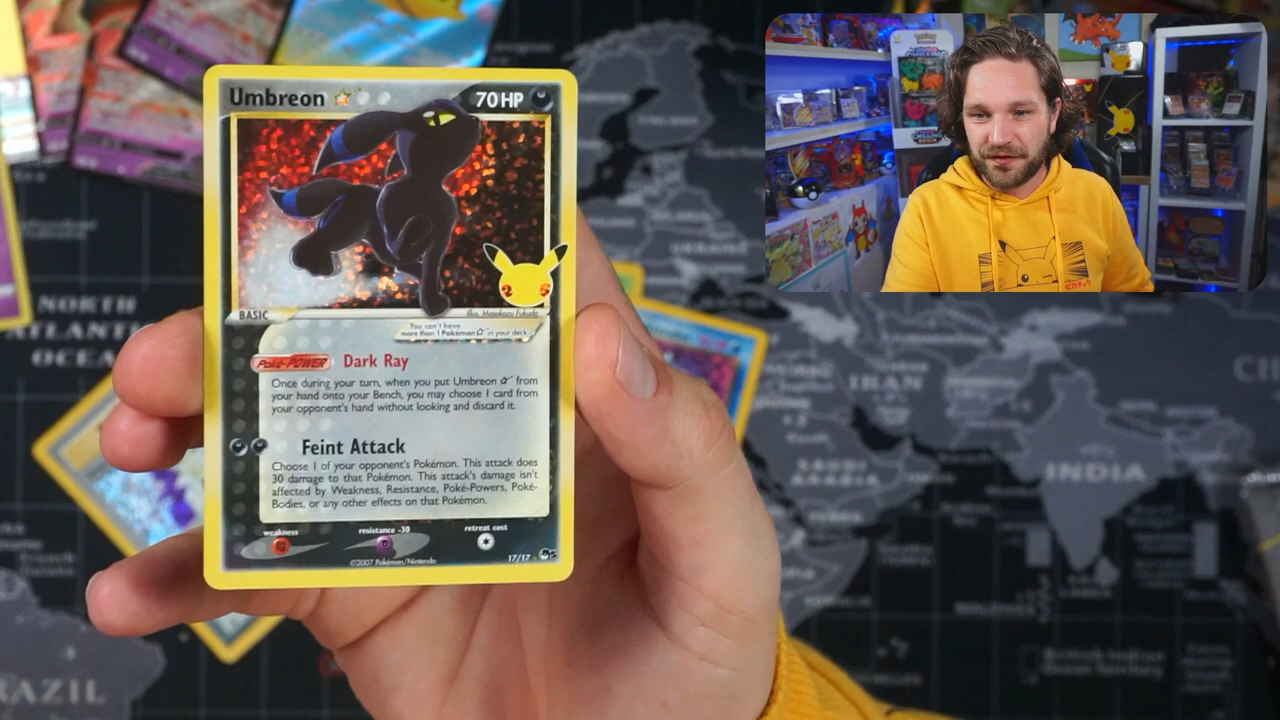 Umbreon ☆
70 HP
25
BASIC
Illus. Masakazu Fukuda
You can't have
more than 1 Pokémon ☆ in your deck.
Poké-POWER Dark Ray
Once during your turn, when you put Umbreon ☆ from
your hand onto your Bench, you may choose 1 card from
your opponent's hand without looking and discard it.
Feint Attack
Choose 1 of your opponent's Pokémon. This attack does
30 damage to that Pokémon. This attack's damage isn't
affected by Weakness, Resistance, Poké-Powers, Poké-
Bodies, or any other effects on that Pokémon.
weakness
resistance -30
retreat cost
©2007 Pokémon/Nintendo
17/17
NORTH
ATLANTIC
OCEAN
IRAN
INDIA